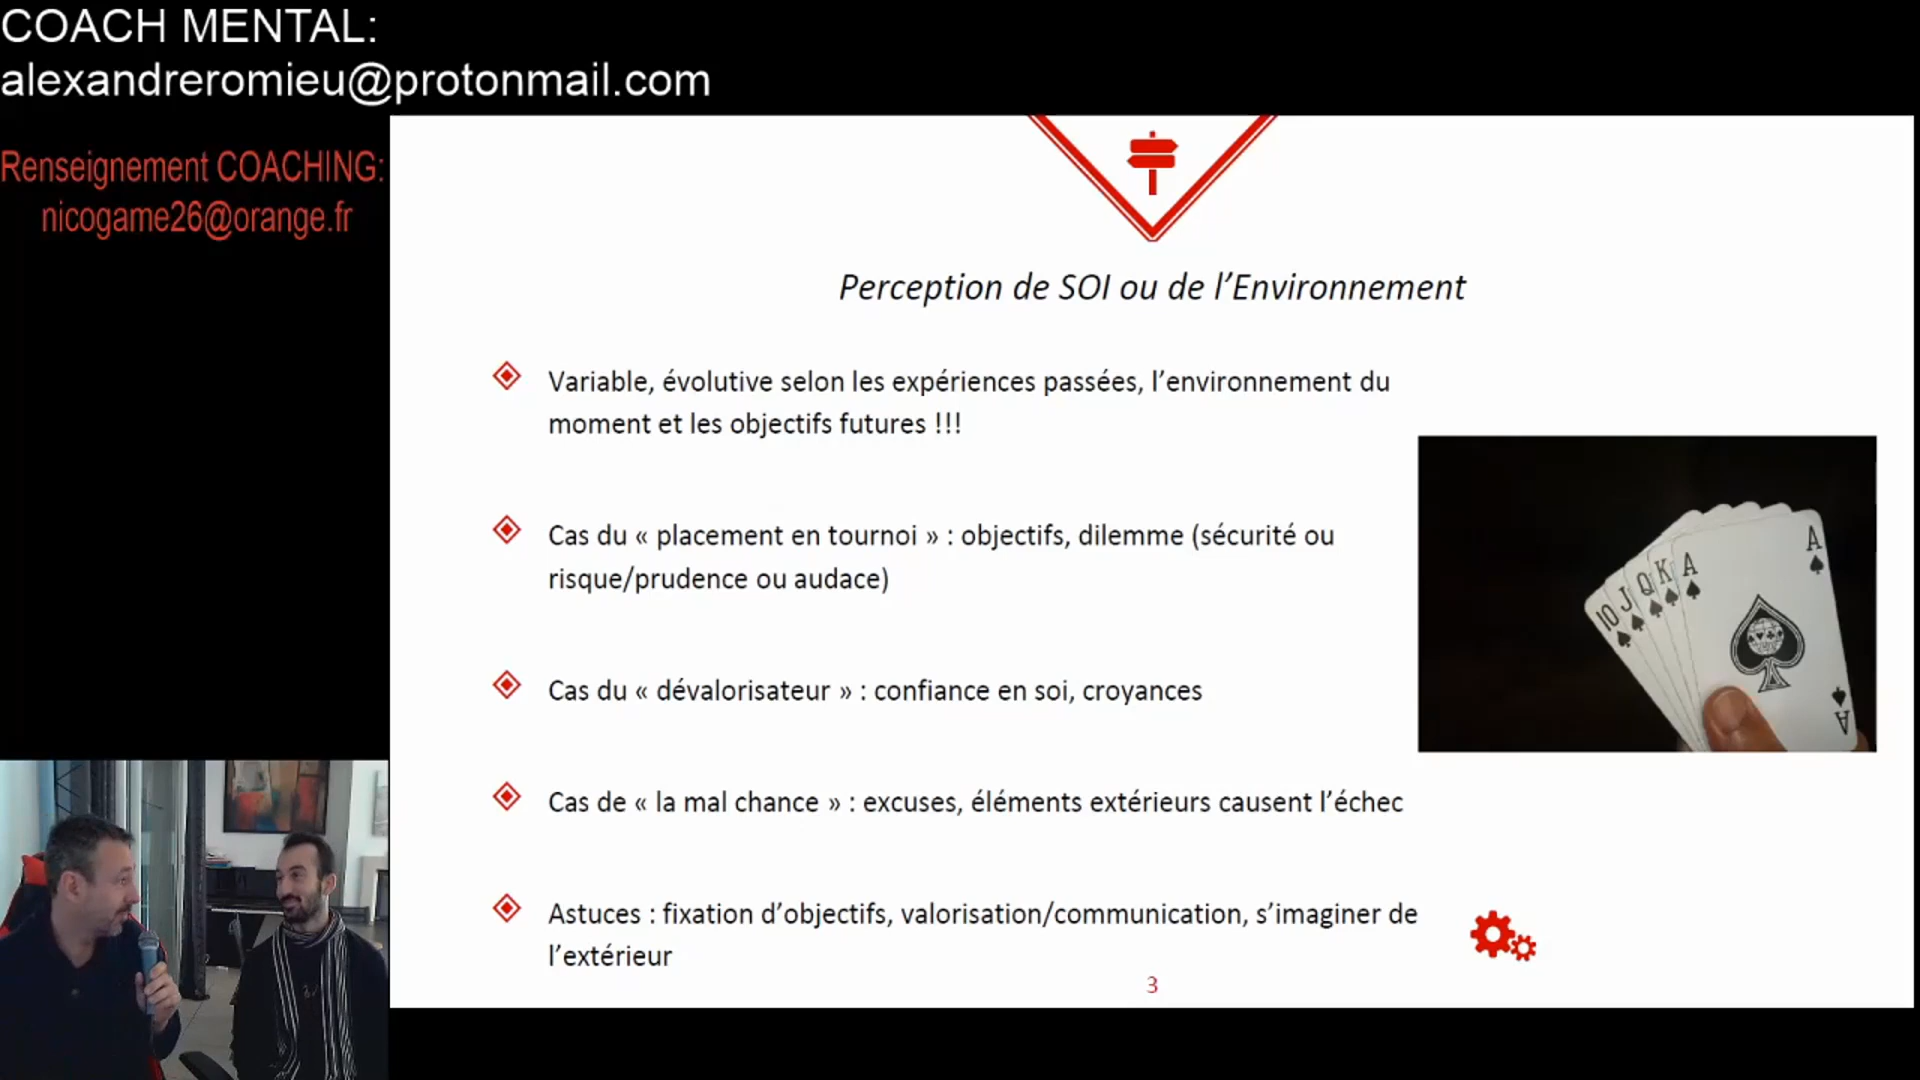 COACH MENTAL:
alexandreromieu@protonmail.com
Renseignement COACHING:
nicogame26@orange.fr
Perception de SOI ou de l’Environnement
Variable, évolutive selon les expériences passées, l’environnement du
moment et les objectifs futures !!!
Cas du « placement en tournoi » : objectifs, dilemme (sécurité ou
risque/prudence ou audace)
Cas du « dévalorisateur » : confiance en soi, croyances
Cas de « la mal chance » : excuses, éléments extérieurs causent l’échec
Astuces : fixation d’objectifs, valorisation/communication, s’imaginer de
l’extérieur
10 J Q K A A
A
3